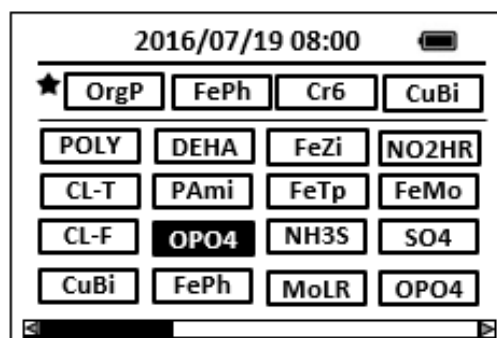 2016/07/19 08:00
OrgP FePh Cr6 CuBi
POLY DEHA FeZi NO2HR
CL-T PAmi FeTp FeMo
CL-F OPO4 NH3S SO4
CuBi FePh MoLR OPO4